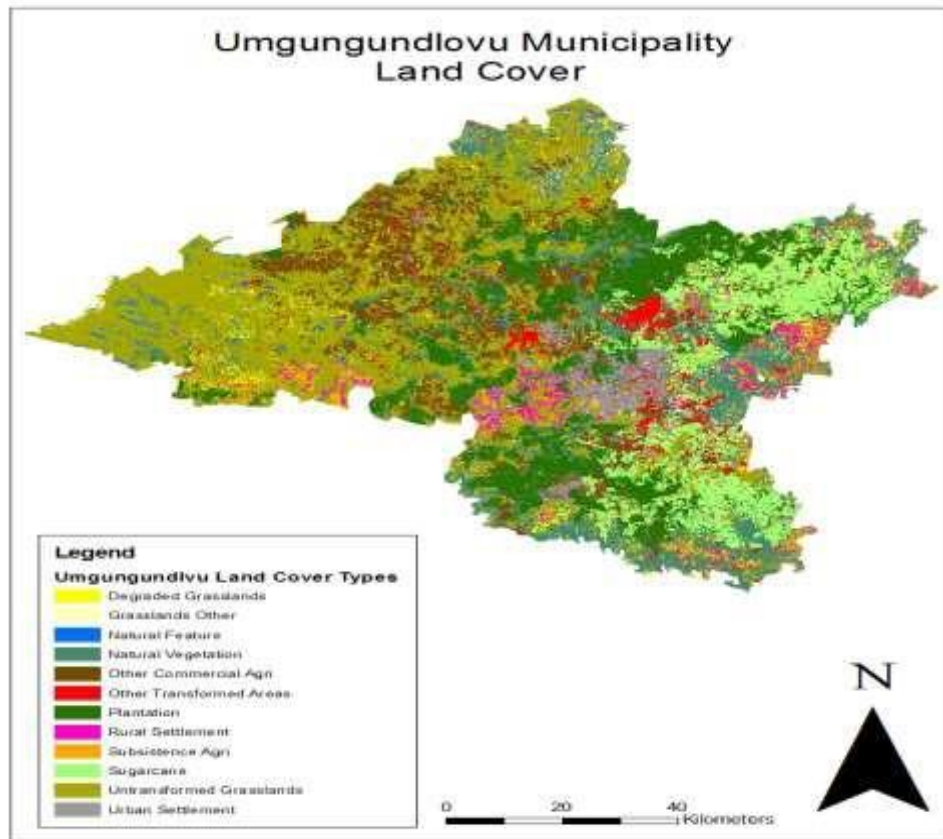 Umgungundlovu Municipality
Land Cover
Legend
Umgungundlvu Land Cover Types
Degraded Grasslands
Grasslands Other
Natural Feature
Natural Vegetation
Other Commercial Agri
Other Transformed Areas
Plantation
Rural Settlement
Subsistence Agri
Sugarcane
Untransformed Grasslands
Urban Settlement
N
0 20 40
Kilometers